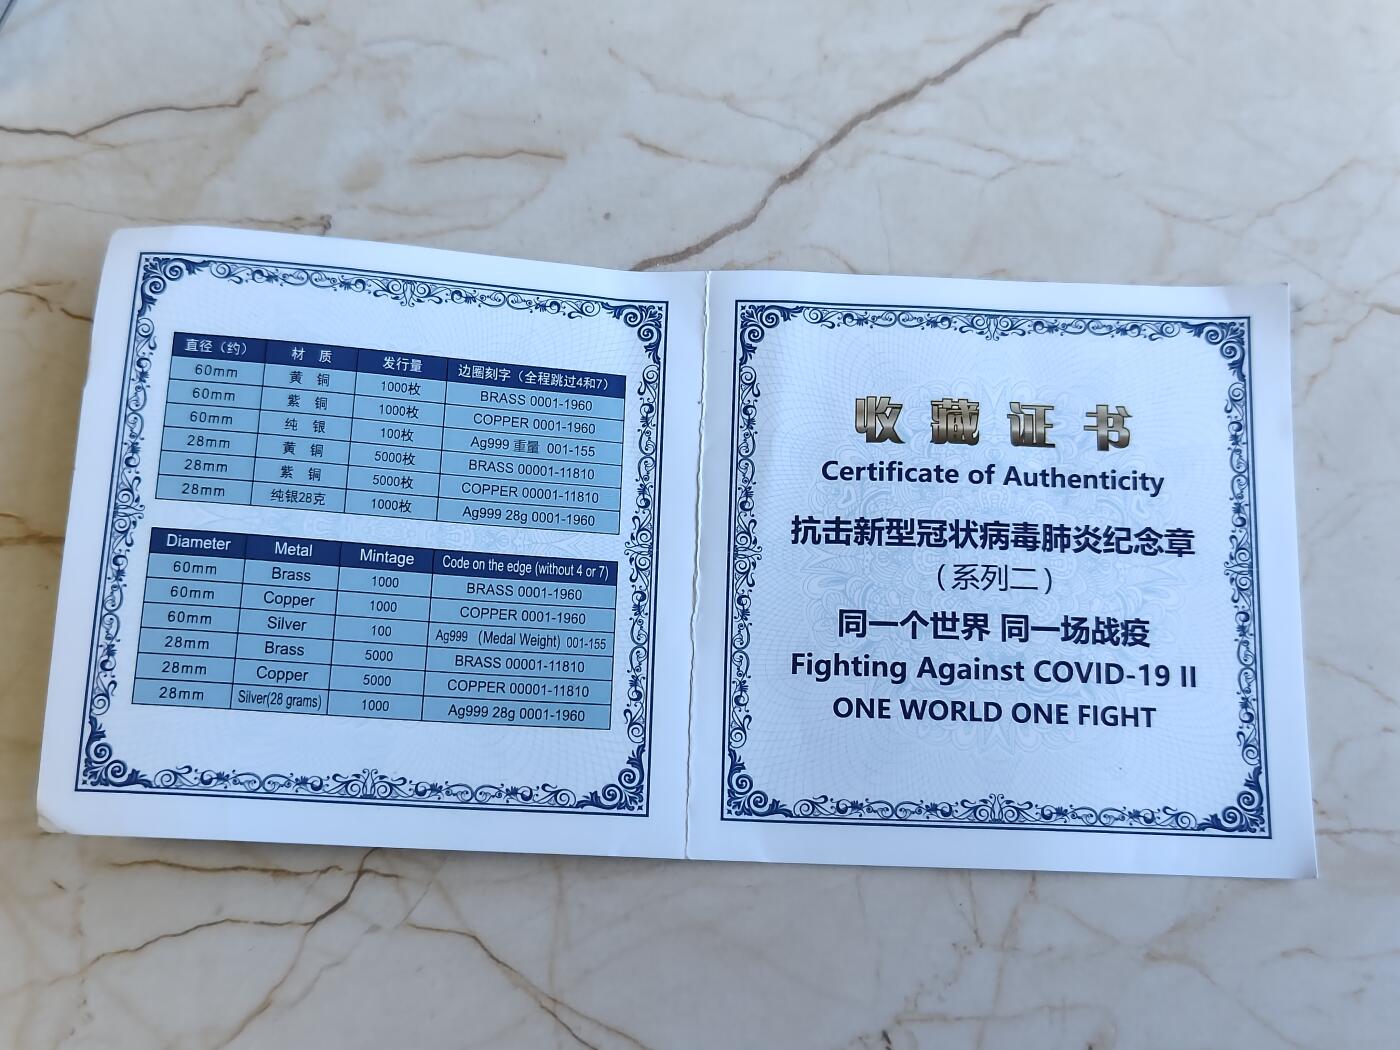 直径（约） 材 质 发行量 边圈刻字（全程跳过4和7）
60mm 黄 铜 1000枚 BRASS 0001-1960
60mm 紫 铜 1000枚 COPPER 0001-1960
60mm 纯 银 100枚 Ag999 重量 001-155
28mm 黄 铜 5000枚 BRASS 00001-11810
28mm 紫 铜 5000枚 COPPER 00001-11810
28mm 纯银28克 1000枚 Ag999 28g 0001-1960
Diameter Metal Mintage Code on the edge (without 4 or 7)
60mm Brass 1000 BRASS 0001-1960
60mm Copper 1000 COPPER 0001-1960
60mm Silver 100 Ag999 (Medal Weight) 001-155
28mm Brass 5000 BRASS 00001-11810
28mm Copper 5000 COPPER 00001-11810
28mm Silver(28 grams) 1000 Ag999 28g 0001-1960
收藏证书
Certificate of Authenticity
抗击新型冠状病毒肺炎纪念章
（系列二）
同一个世界 同一场战疫
Fighting Against COVID-19 II
ONE WORLD ONE FIGHT